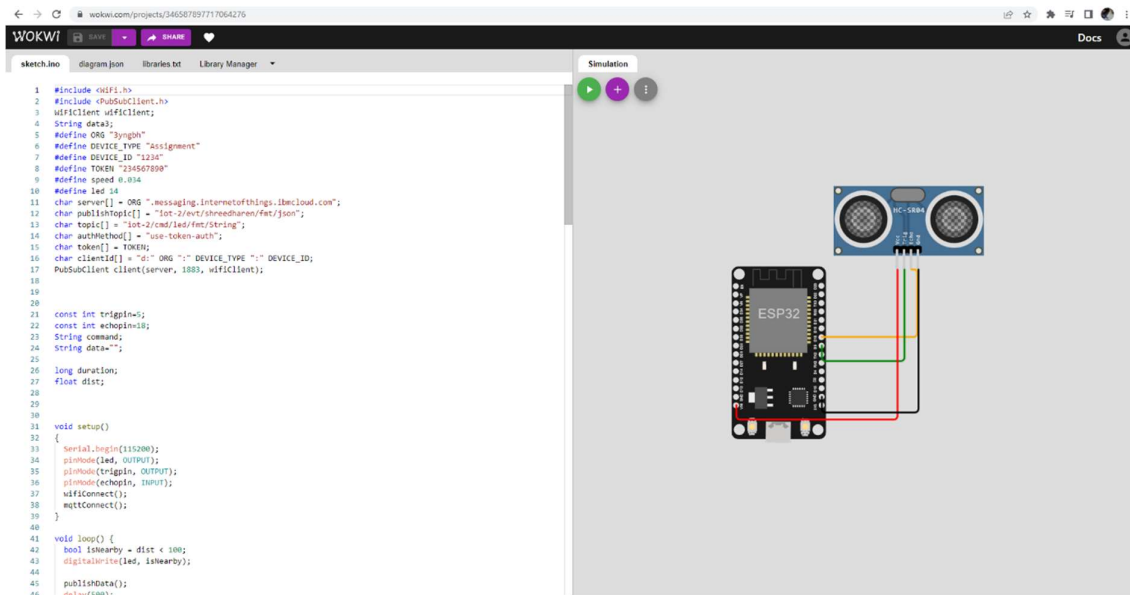 wokwi.com/projects/346587897717064276
WOKWi SAVE SHARE Docs
sketch.ino diagram.json libraries.txt Library Manager Simulation
1 #include <WiFi.h>
2 #include <PubSubClient.h>
3 WiFiClient wifiClient;
4 String data3;
5 #define ORG "3yngbh"
6 #define DEVICE_TYPE "Assignment"
7 #define DEVICE_ID "1234"
8 #define TOKEN "234567890"
9 #define speed 0.034
10 #define led 14
11 char server[] = ORG ".messaging.internetofthings.ibmcloud.com";
12 char publishTopic[] = "iot-2/evt/shreedharen/fmt/json";
13 char topic[] = "iot-2/cmd/led/fmt/String";
14 char authMethod[] = "use-token-auth";
15 char token[] = TOKEN;
16 char clientId[] = "d:" ORG ":" DEVICE_TYPE ":" DEVICE_ID;
17 PubSubClient client(server, 1883, wifiClient);
18
19
20
21 const int trigpin=5;
22 const int echopin=18;
23 String command;
24 String data="";
25
26 long duration;
27 float dist;
28
29
30
31 void setup()
32 {
33 Serial.begin(115200);
34 pinMode(led, OUTPUT);
35 pinMode(trigpin, OUTPUT);
36 pinMode(echopin, INPUT);
37 wifiConnect();
38 mqttConnect();
39 }
40
41 void loop() {
42 bool isNearby = dist < 100;
43 digitalWrite(led, isNearby);
44
45 publishData();
46 delay(500);
HC-SR04
ESP32